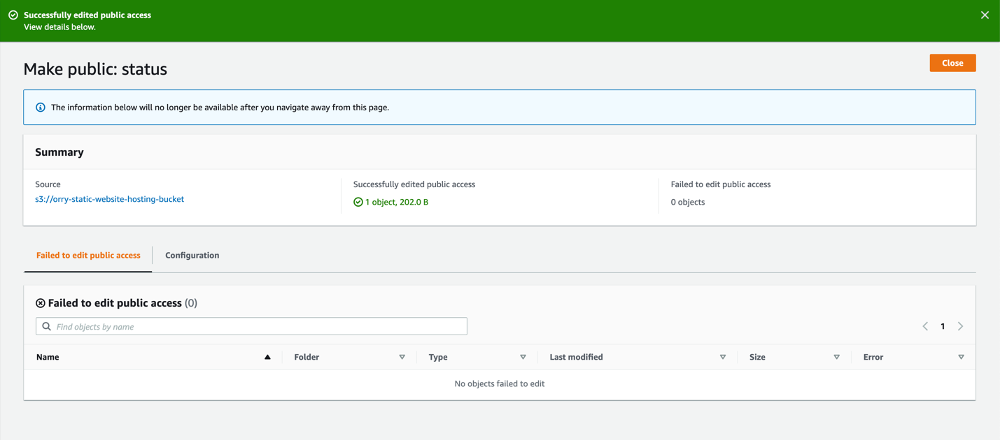 Successfully edited public access
View details below.
Make public: status
Close
The information below will no longer be available after you navigate away from this page.
Summary
Source
s3://orry-static-website-hosting-bucket
Successfully edited public access
1 object, 202.0 B
Failed to edit public access
0 objects
Failed to edit public access
Configuration
Failed to edit public access (0)
Find objects by name
1
Name Folder Type Last modified Size Error
No objects failed to edit